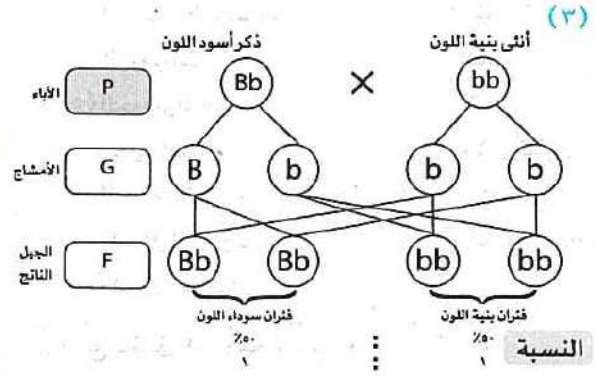 (٣)
ذكر أسود اللون
أنثى بنية اللون
الأباء P Bb × bb
الأمشاج G B b b b
الجيل الناتج F Bb Bb bb bb
فئران سوداء اللون
فئران بنية اللون
النسبة ٥٠٪ ٥٠٪
١ : ١